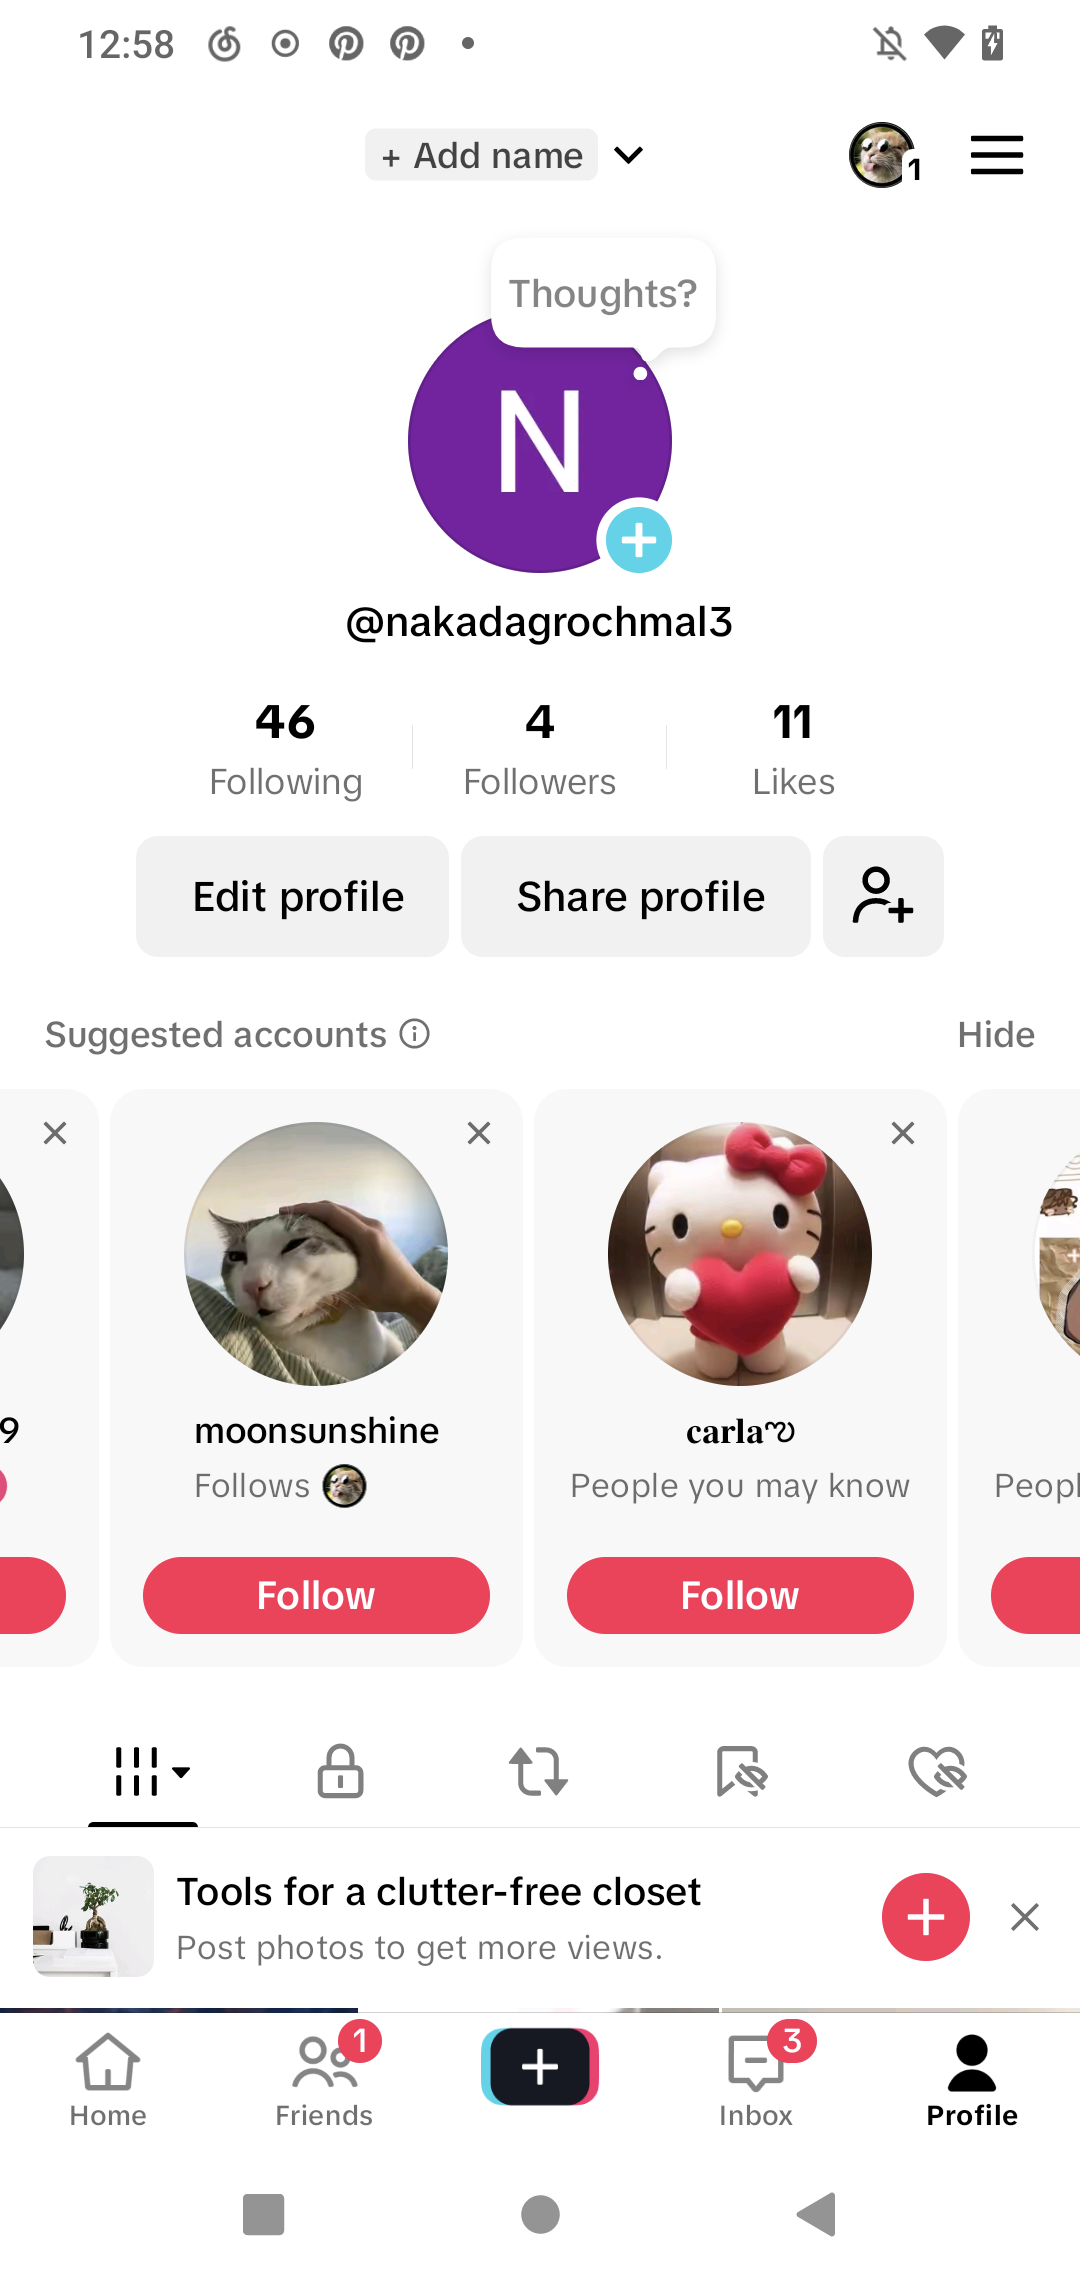 12:58
+ Add name
1
Thoughts?
N
@nakadagrochmal3
46
Following
4
Followers
11
Likes
Edit profile
Share profile
Suggested accounts
Hide
9
moonsunshine
Follows
Follow
carlaఌ
People you may know
Follow
Peopl
Tools for a clutter-free closet
Post photos to get more views.
Home
1
Friends
3
Inbox
Profile